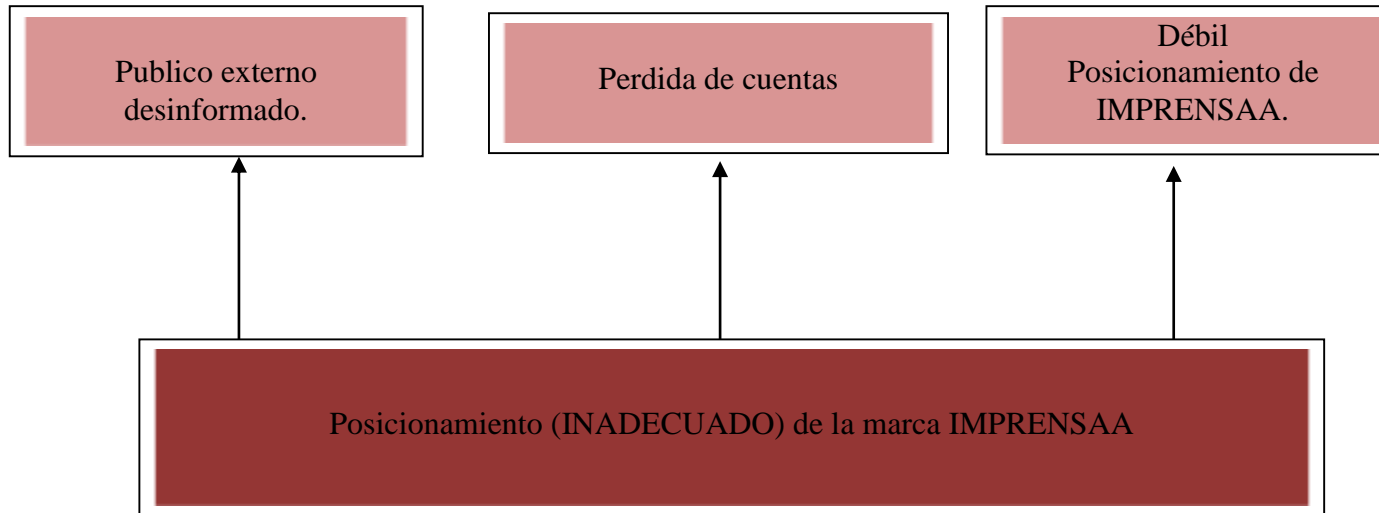 Publico externo
desinformado.
Perdida de cuentas
Débil
Posicionamiento de
IMPRENSAA.
Posicionamiento (INADECUADO) de la marca IMPRENSAA